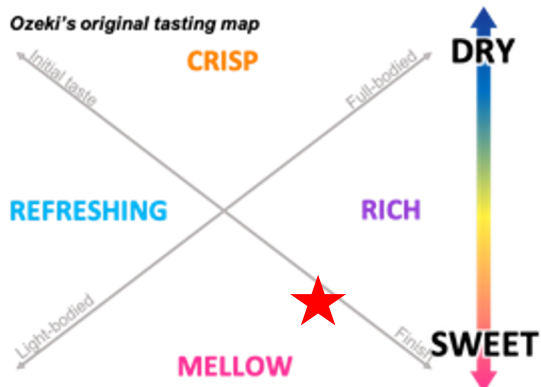 Ozeki's original tasting map
CRISP
DRY
Initial taste
Full-bodied
REFRESHING
RICH
Light-bodied
Finish
SWEET
MELLOW